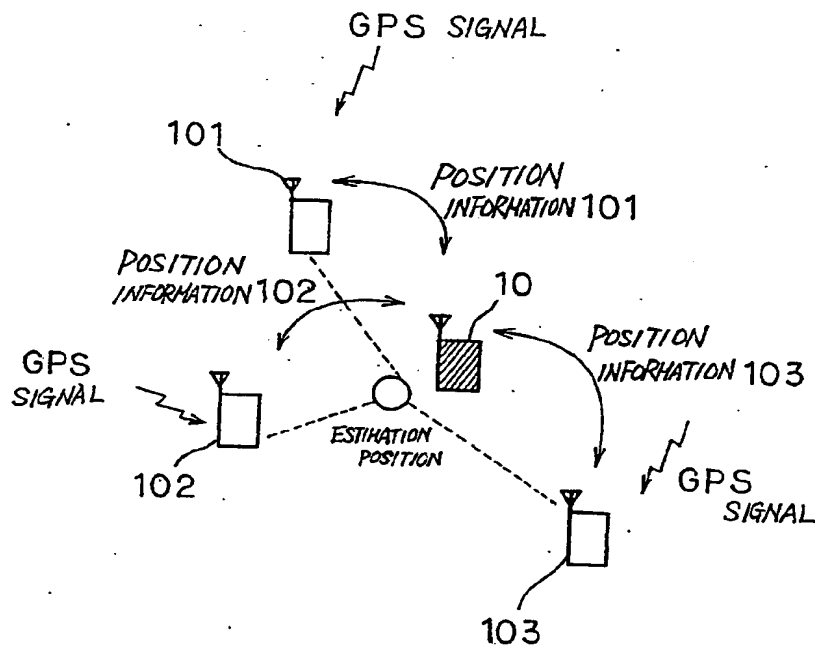 GPS SIGNAL
101
POSITION
INFORMATION 101
POSITION
INFORMATION 102
10
GPS
SIGNAL
POSITION
INFORMATION 103
ESTIMATION
POSITION
102
GPS
SIGNAL
103